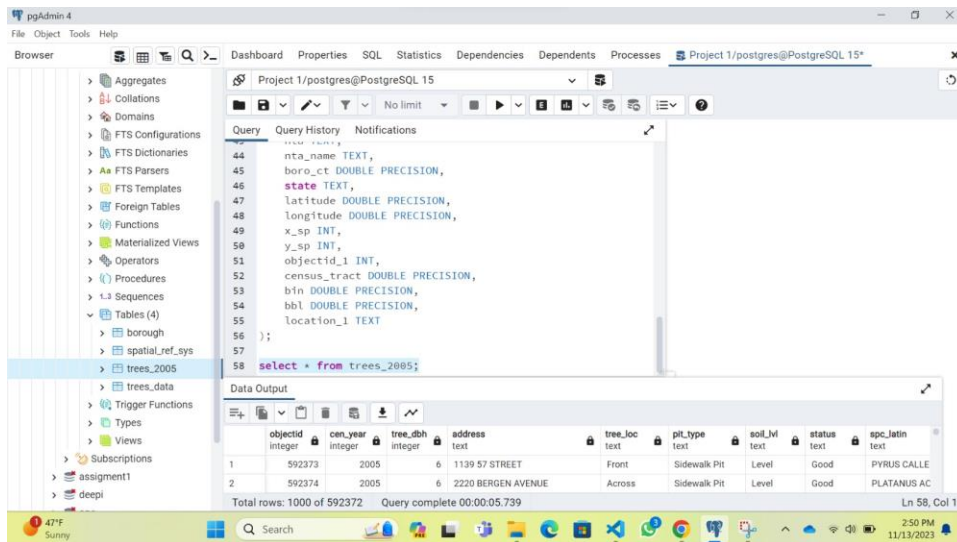 pgAdmin 4
File Object Tools Help
Browser
Dashboard Properties SQL Statistics Dependencies Dependents Processes Project 1/postgres@PostgreSQL 15*
Aggregates
Collations
Domains
FTS Configurations
FTS Dictionaries
Aa FTS Parsers
FTS Templates
Foreign Tables
Functions
Materialized Views
Operators
Procedures
1..3 Sequences
Tables (4)
borough
spatial_ref_sys
trees_2005
trees_data
Trigger Functions
Types
Views
Subscriptions
assigment1
deepi
Project 1/postgres@PostgreSQL 15
No limit
Query Query History Notifications
44 nta_name TEXT,
45 boro_ct DOUBLE PRECISION,
46 state TEXT,
47 latitude DOUBLE PRECISION,
48 longitude DOUBLE PRECISION,
49 x_sp INT,
50 y_sp INT,
51 objectid_1 INT,
52 census_tract DOUBLE PRECISION,
53 bin DOUBLE PRECISION,
54 bbl DOUBLE PRECISION,
55 location_1 TEXT
56 );
57
58 select * from trees_2005;
Data Output
objectid cen_year tree_dbh address tree_loc pit_type soil_lvl status spc_latin
integer integer integer text text text text text text
1 592373 2005 6 1139 57 STREET Front Sidewalk Pit Level Good PYRUS CALLE
2 592374 2005 6 2220 BERGEN AVENUE Across Sidewalk Pit Level Good PLATANUS AC
Total rows: 1000 of 592372 Query complete 00:00:05.739 Ln 58, Col 1
47°F
Sunny
Search
2:50 PM
11/13/2023